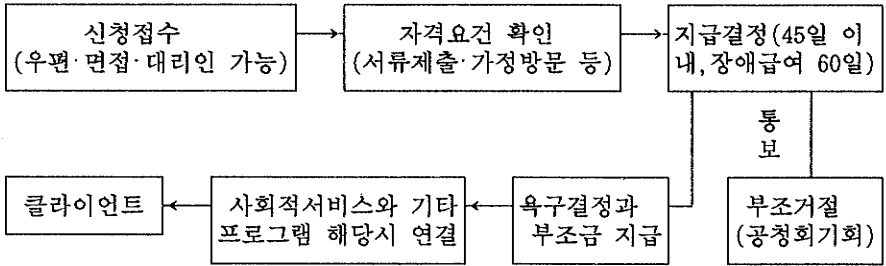 신청접수
(우편·면접·대리인 가능)
자격요건 확인
(서류제출·가정방문 등)
지급결정(45일 이
내,장애급여 60일)
통
보
클라이언트
사회적서비스와 기타
프로그램 해당시 연결
욕구결정과
부조금 지급
부조거절
(공청회기회)